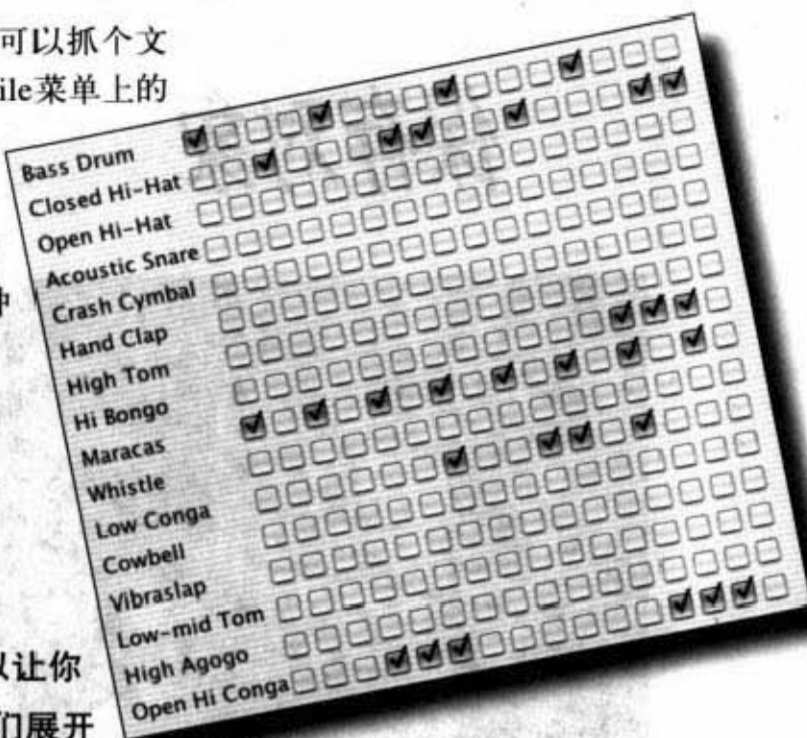 可以抓个文
ile菜单上的
Bass Drum
Closed Hi-Hat
Open Hi-Hat
Acoustic Snare
Crash Cymbal
Hand Clap
High Tom
Hi Bongo
Maracas
Whistle
Low Conga
Cowbell
Vibraslap
Low-mid Tom
High Agogo
Open Hi Conga
让你
们展开